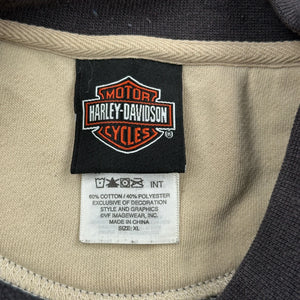 MOTOR
HARLEY-DAVIDSON
CYCLES
®
INT
60% COTTON / 40% POLYESTER
EXCLUSIVE OF DECORATION
STYLE AND GRAPHICS
©VF IMAGEWEAR, INC.
MADE IN CHINA
SIZE: XL